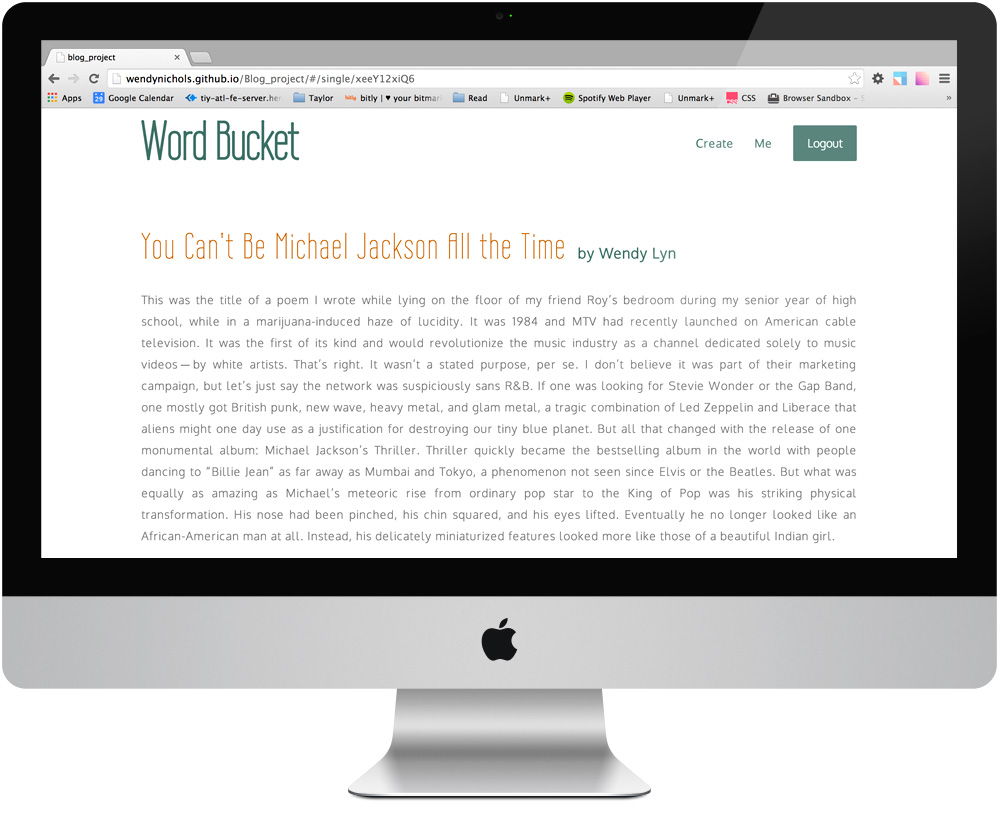 blog_project
wendynichols.github.io/Blog_project/#/single/xeeY12xiQ6
Apps 29 Google Calendar tiy-atl-fe-server.her Taylor bitly | ♥ your bitmark Read Unmark+ Spotify Web Player Unmark+ CSS Browser Sandbox – S »
Word Bucket
Create Me Logout
You Can't Be Michael Jackson All the Time by Wendy Lyn
This was the title of a poem I wrote while lying on the floor of my friend Roy's bedroom during my senior year of high
school, while in a marijuana-induced haze of lucidity. It was 1984 and MTV had recently launched on American cable
television. It was the first of its kind and would revolutionize the music industry as a channel dedicated solely to music
videos — by white artists. That's right. It wasn't a stated purpose, per se. I don't believe it was part of their marketing
campaign, but let's just say the network was suspiciously sans R&B. If one was looking for Stevie Wonder or the Gap Band,
one mostly got British punk, new wave, heavy metal, and glam metal, a tragic combination of Led Zeppelin and Liberace that
aliens might one day use as a justification for destroying our tiny blue planet. But all that changed with the release of one
monumental album: Michael Jackson's Thriller. Thriller quickly became the bestselling album in the world with people
dancing to "Billie Jean" as far away as Mumbai and Tokyo, a phenomenon not seen since Elvis or the Beatles. But what was
equally as amazing as Michael's meteoric rise from ordinary pop star to the King of Pop was his striking physical
transformation. His nose had been pinched, his chin squared, and his eyes lifted. Eventually he no longer looked like an
African-American man at all. Instead, his delicately miniaturized features looked more like those of a beautiful Indian girl.